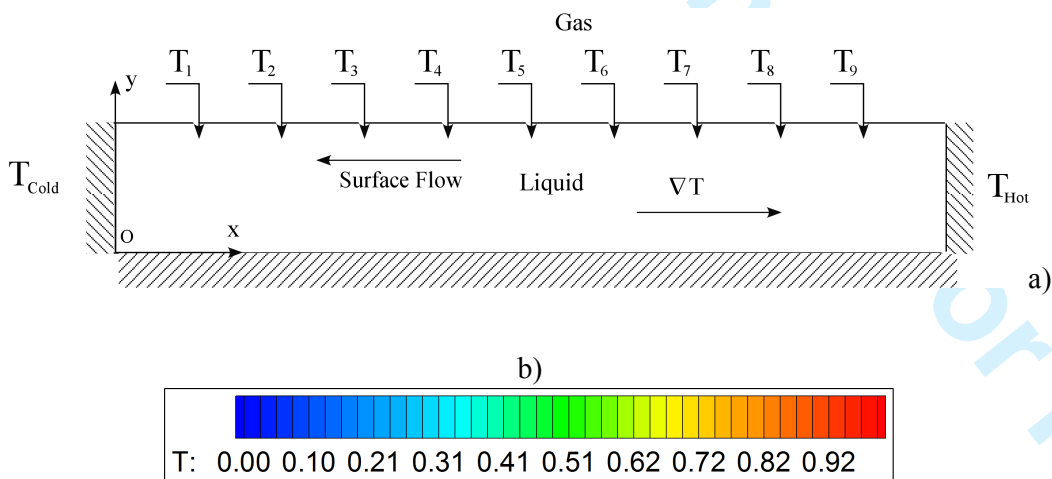 Gas
T1 T2 T3 T4 T5 T6 T7 T8 T9
y
Surface Flow Liquid ∇T
TCold
THot
O x
a)
b)
T: 0.00 0.10 0.21 0.31 0.41 0.51 0.62 0.72 0.82 0.92